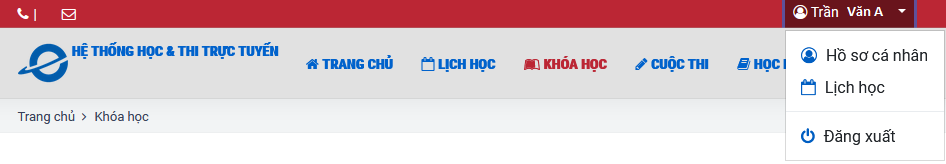 |
Trần Văn A
HỆ THỐNG HỌC & THI TRỰC TUYẾN
TRANG CHỦ LỊCH HỌC KHÓA HỌC CUỘC THI HỌC
Hồ sơ cá nhân
Lịch học
Đăng xuất
Trang chủ > Khóa học